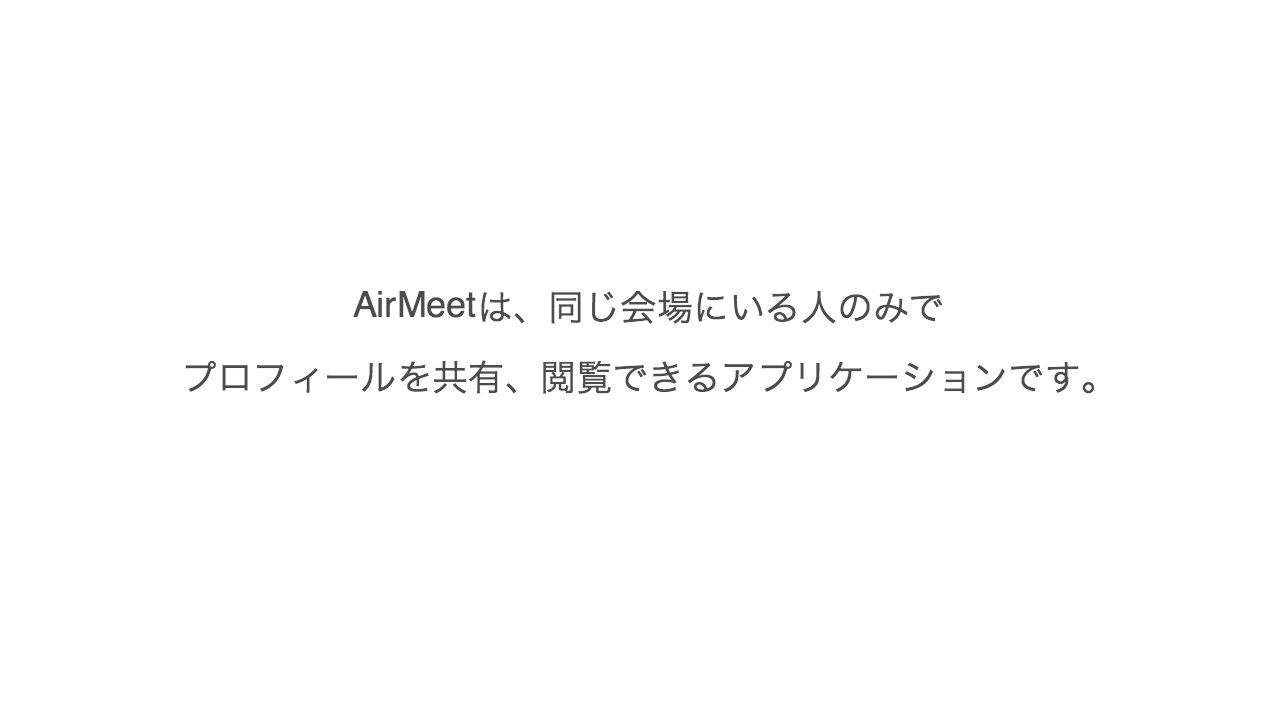 AirMeetは、同じ会場にいる人のみで
プロフィールを共有、閲覧できるアプリケーションです。